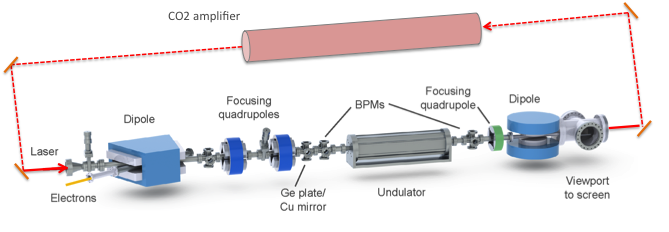 CO2 amplifier
Focusing
quadrupoles
BPMs
Focusing
quadrupole
Dipole
Dipole
Laser
Electrons
Ge plate/
Cu mirror
Undulator
Viewport
to screen